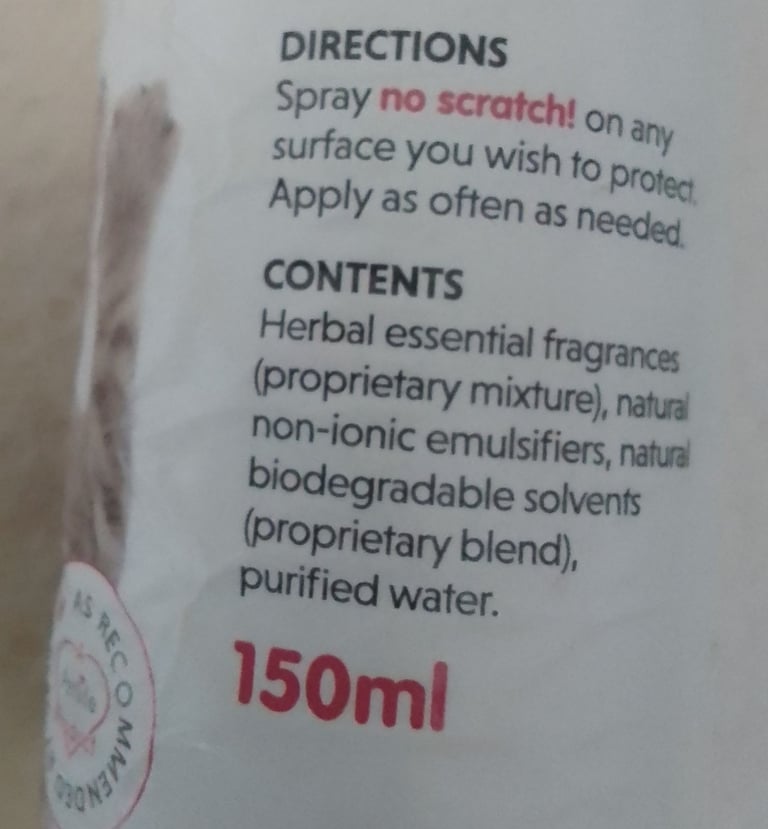 DIRECTIONS
Spray no scratch! on any
surface you wish to protect.
Apply as often as needed.
CONTENTS
Herbal essential fragrances
(proprietary mixture), natural
non-ionic emulsifiers, natural
biodegradable solvents
(proprietary blend),
purified water.
150ml
AS RECOMMENDED